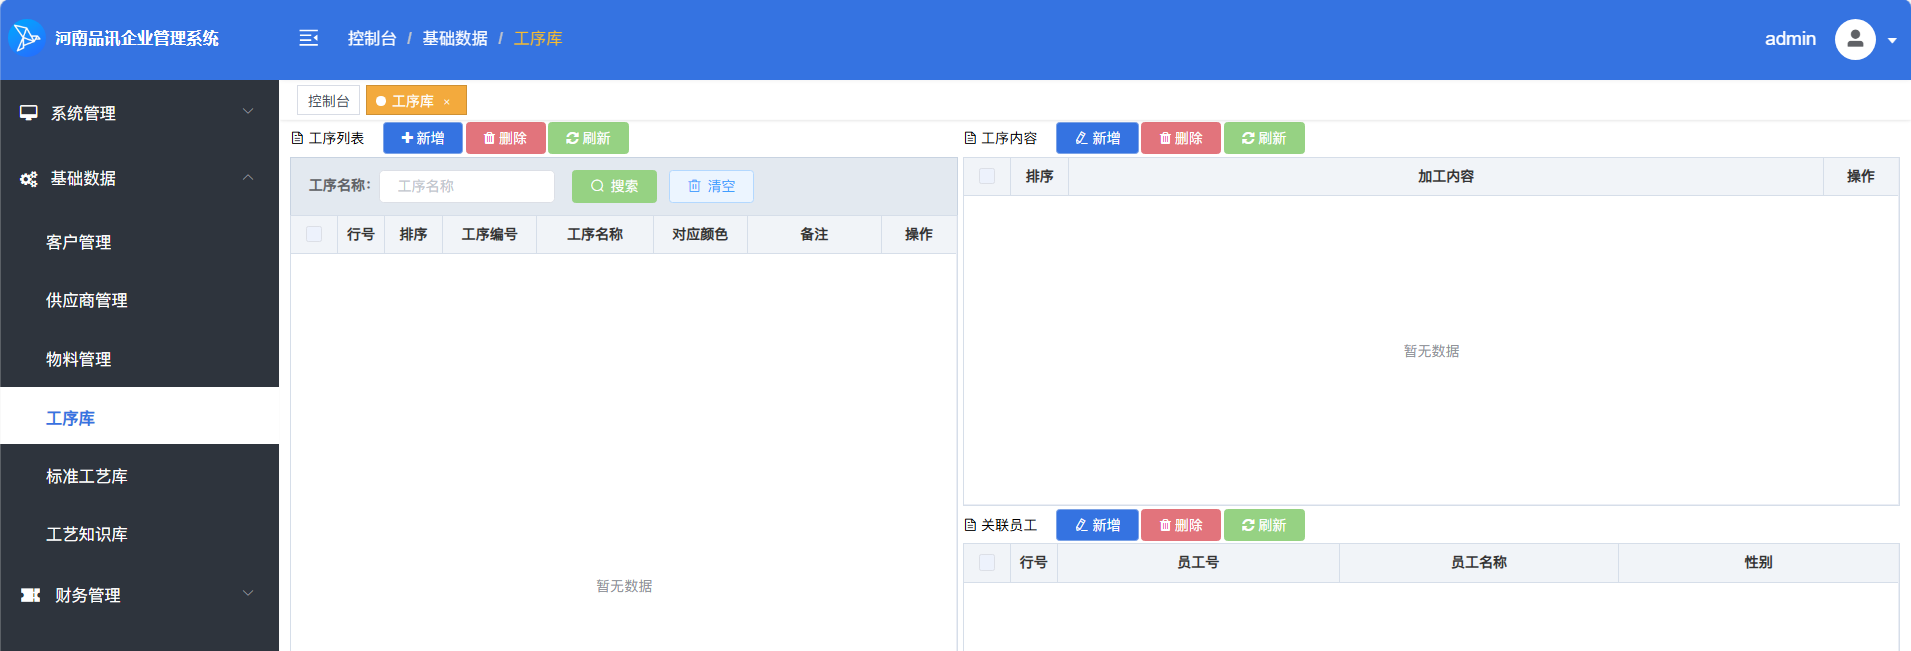 河南品讯企业管理系统
控制台 / 基础数据 / 工序库
admin
系统管理
基础数据
客户管理
供应商管理
物料管理
工序库
标准工艺库
工艺知识库
财务管理
控制台
工序库 ×
工序列表 新增 删除 刷新
工序名称: 工序名称 搜索 清空
行号 排序 工序编号 工序名称 对应颜色 备注 操作
暂无数据
工序内容 新增 删除 刷新
排序 加工内容 操作
暂无数据
关联员工 新增 删除 刷新
行号 员工号 员工名称 性别